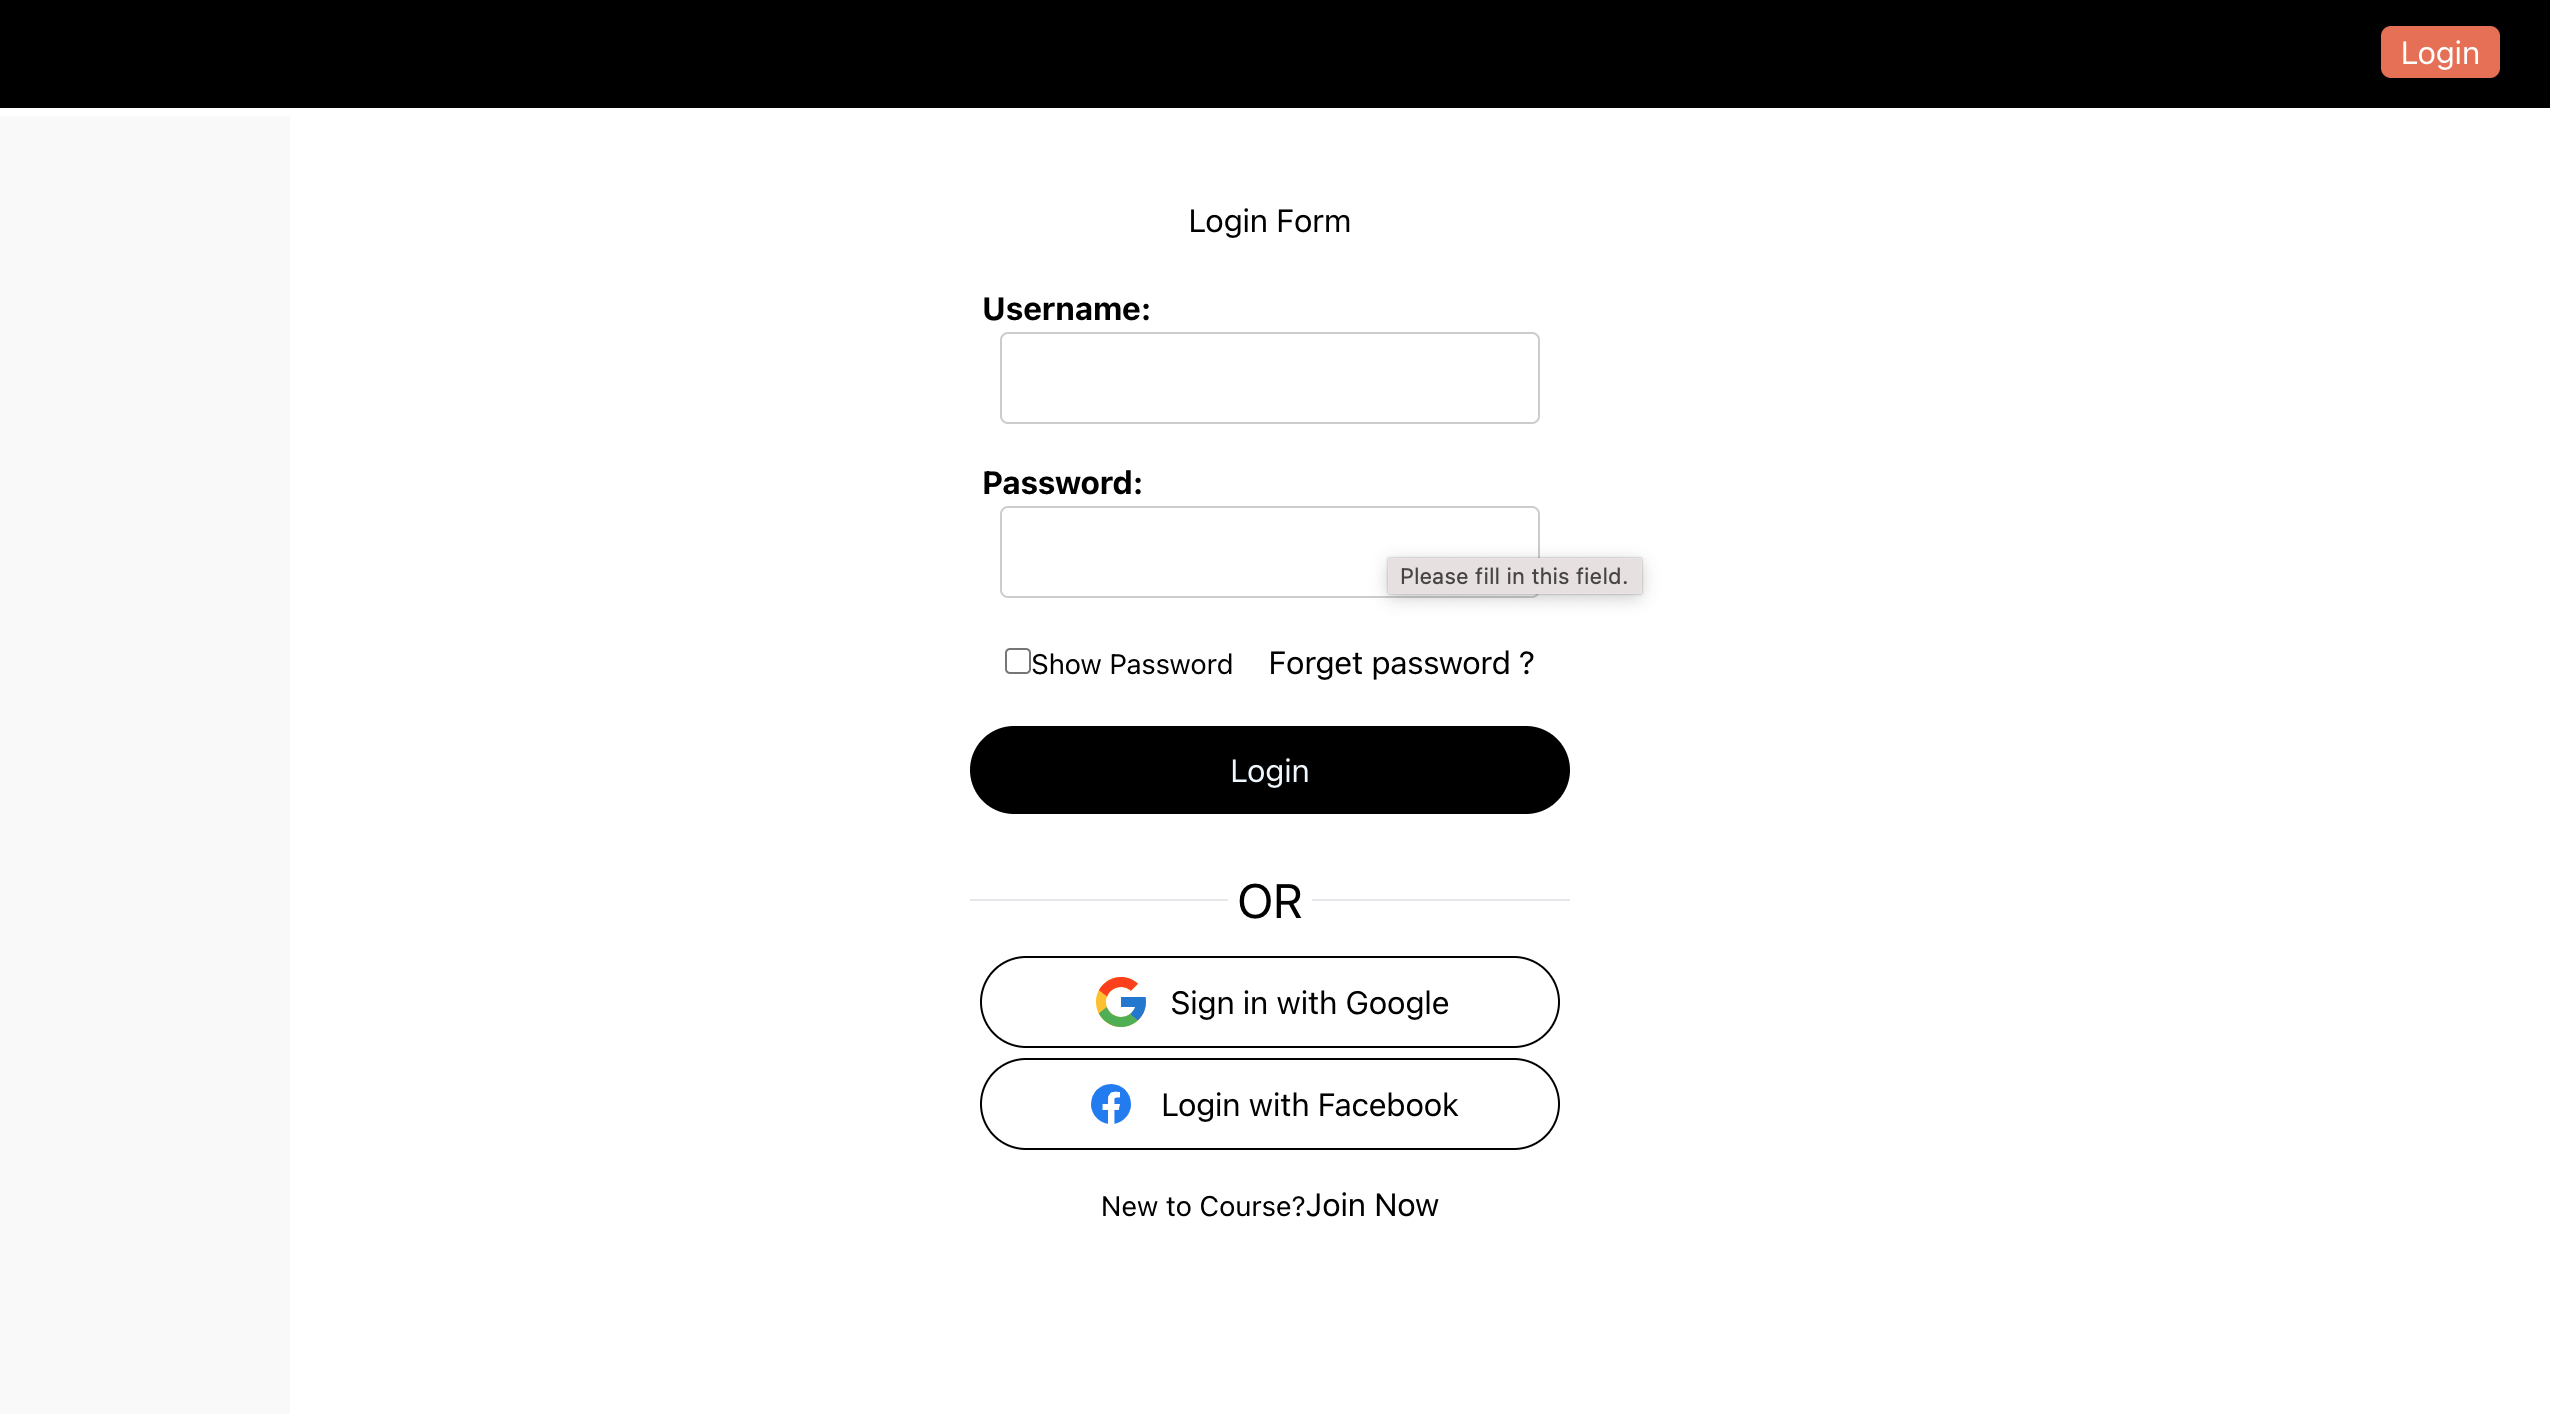 Login
Login Form
Username:
Password:
Please fill in this field.
Show Password Forget password ?
Login
OR
Sign in with Google
Login with Facebook
New to Course?Join Now